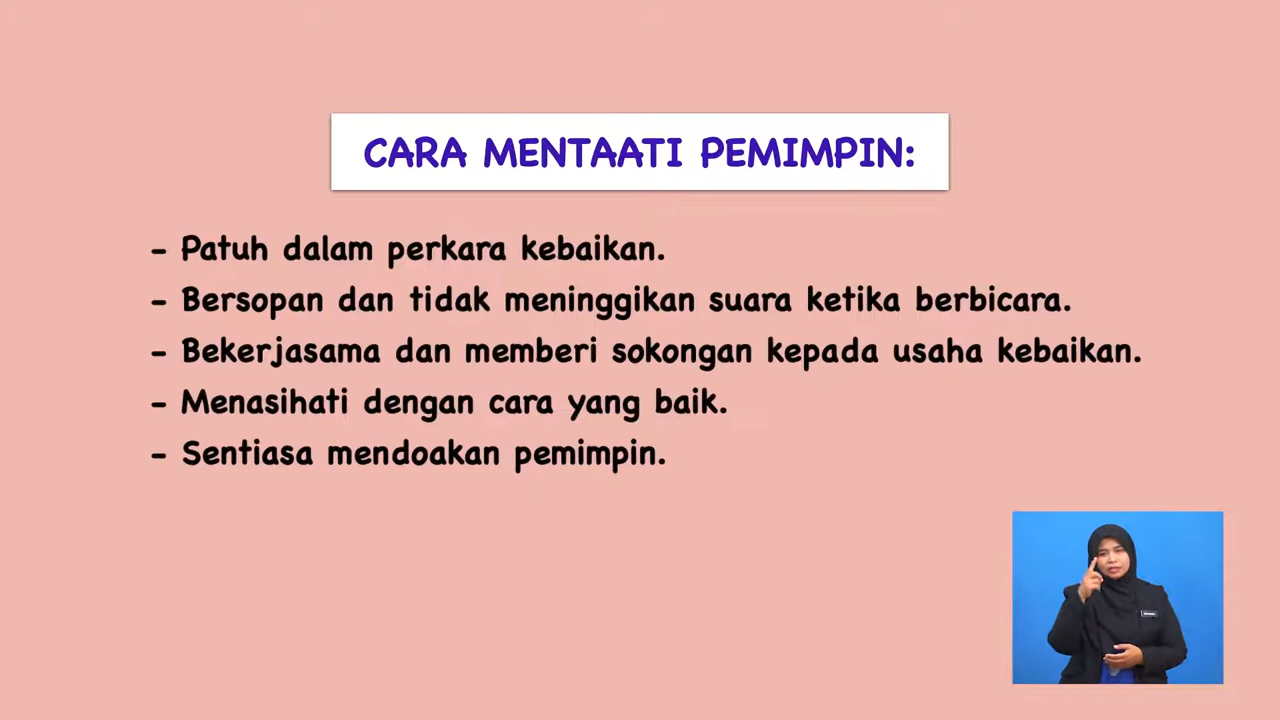 CARA MENTAATI PEMIMPIN:
- Patuh dalam perkara kebaikan.
- Bersopan dan tidak meninggikan suara ketika berbicara.
- Bekerjasama dan memberi sokongan kepada usaha kebaikan.
- Menasihati dengan cara yang baik.
- Sentiasa mendoakan pemimpin.